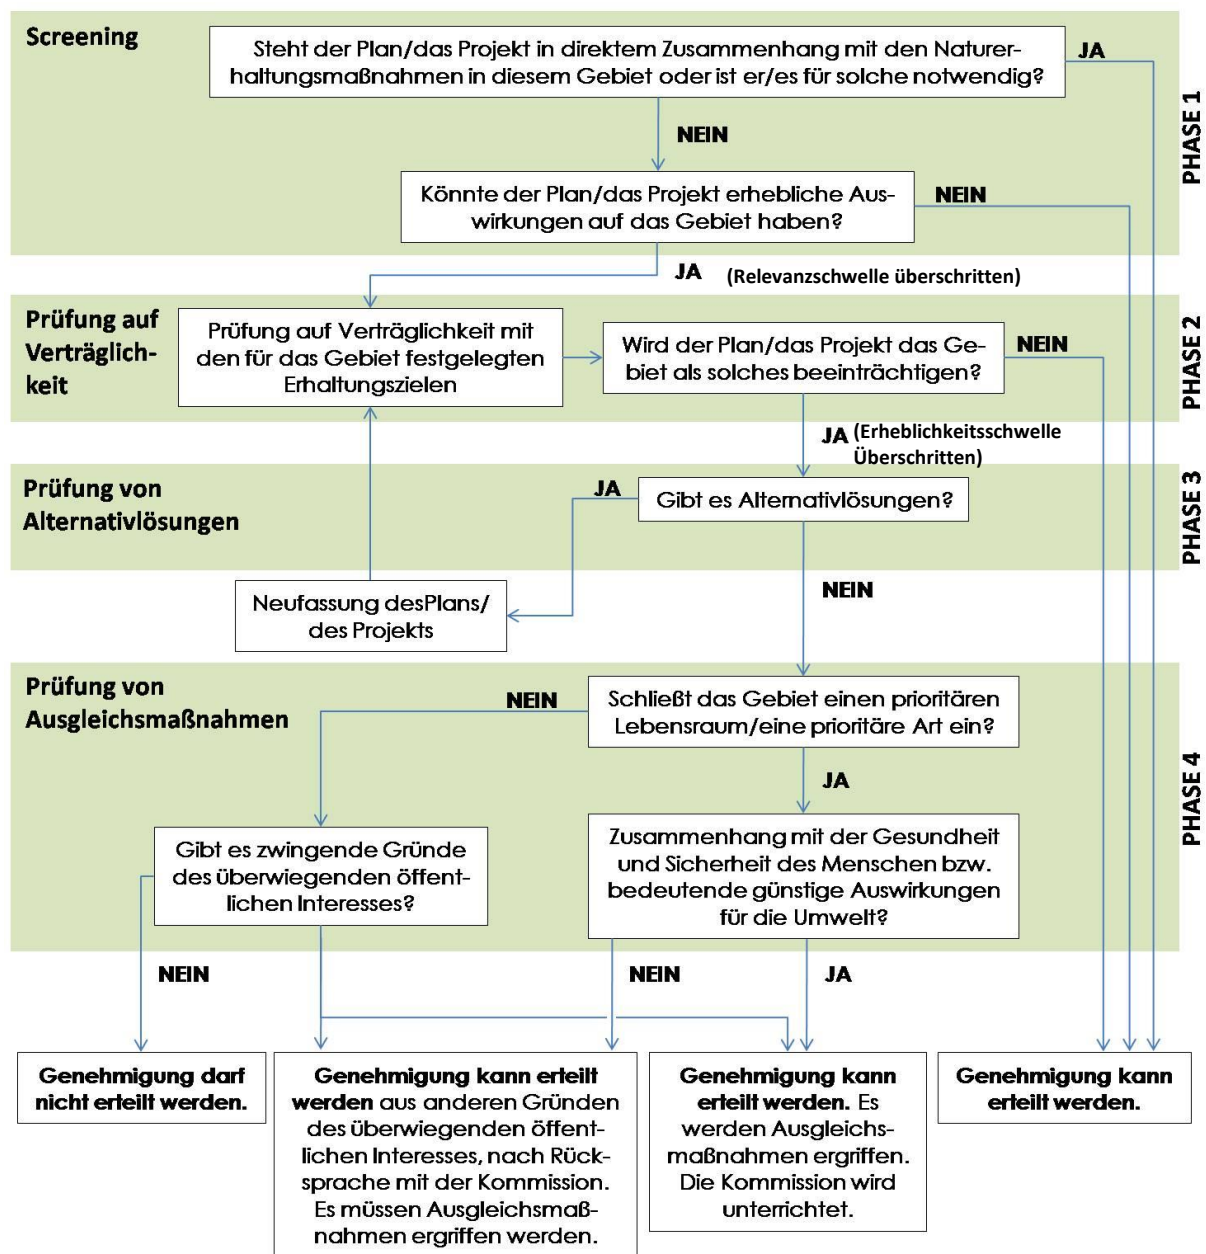 Screening
Steht der Plan/das Projekt in direktem Zusammenhang mit den Naturer-
haltungsmaßnahmen in diesem Gebiet oder ist er/es für solche notwendig?
JA
PHASE 1
NEIN
Könnte der Plan/das Projekt erhebliche Aus-
wirkungen auf das Gebiet haben?
NEIN
JA (Relevanzschwelle überschritten)
Prüfung auf
Verträglich-
keit
Prüfung auf Verträglichkeit mit
den für das Gebiet festgelegten
Erhaltungszielen
Wird der Plan/das Projekt das Ge-
biet als solches beeinträchtigen?
NEIN
PHASE 2
JA (Erheblichkeitsschwelle
Überschritten)
Prüfung von
Alternativlösungen
JA
Gibt es Alternativlösungen?
PHASE 3
NEIN
Neufassung desPlans/
des Projekts
Prüfung von
Ausgleichsmaßnahmen
NEIN
Schließt das Gebiet einen prioritären
Lebensraum/eine prioritäre Art ein?
JA
PHASE 4
Gibt es zwingende Gründe
des überwiegenden öffent-
lichen Interesses?
Zusammenhang mit der Gesundheit
und Sicherheit des Menschen bzw.
bedeutende günstige Auswirkungen
für die Umwelt?
NEIN
NEIN
JA
Genehmigung darf
nicht erteilt werden.
Genehmigung kann erteilt
werden aus anderen Gründen
des überwiegenden öffent-
lichen Interesses, nach Rück-
sprache mit der Kommission.
Es müssen Ausgleichsmaß-
nahmen ergriffen werden.
Genehmigung kann
erteilt werden. Es
werden Ausgleichs-
maßnahmen ergriffen.
Die Kommission wird
unterrichtet.
Genehmigung kann
erteilt werden.